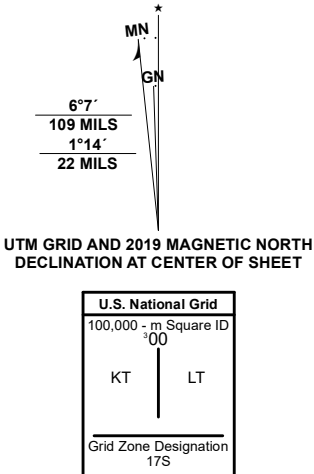 ★
MN
GN
6°7´
109 MILS
1°14´
22 MILS
UTM GRID AND 2019 MAGNETIC NORTH
DECLINATION AT CENTER OF SHEET
U.S. National Grid
100,000 - m Square ID
³00
KT LT
Grid Zone Designation
17S